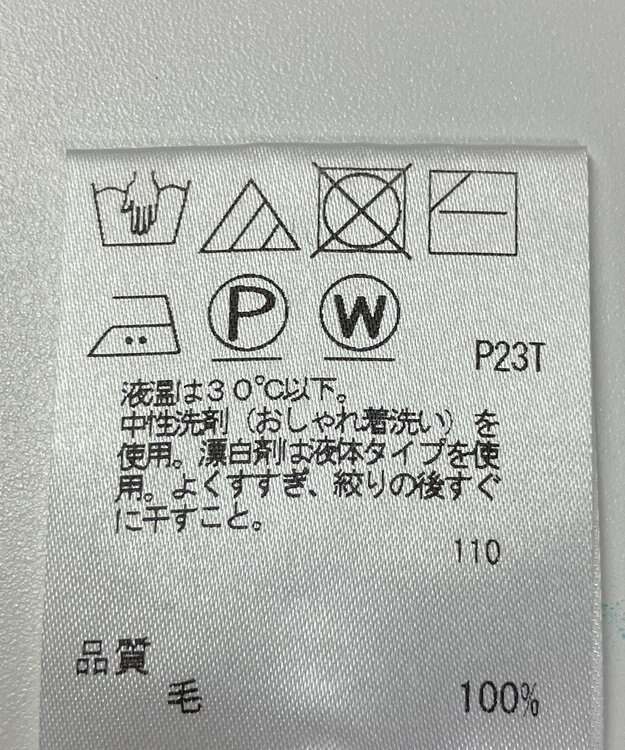 P W
P23T
液温は30℃以下。
中性洗剤（おしゃれ着洗い）を
使用。漂白剤は液体タイプを使
用。よくすすぎ、絞りの後すぐ
に干すこと。
110
品質
毛 100%